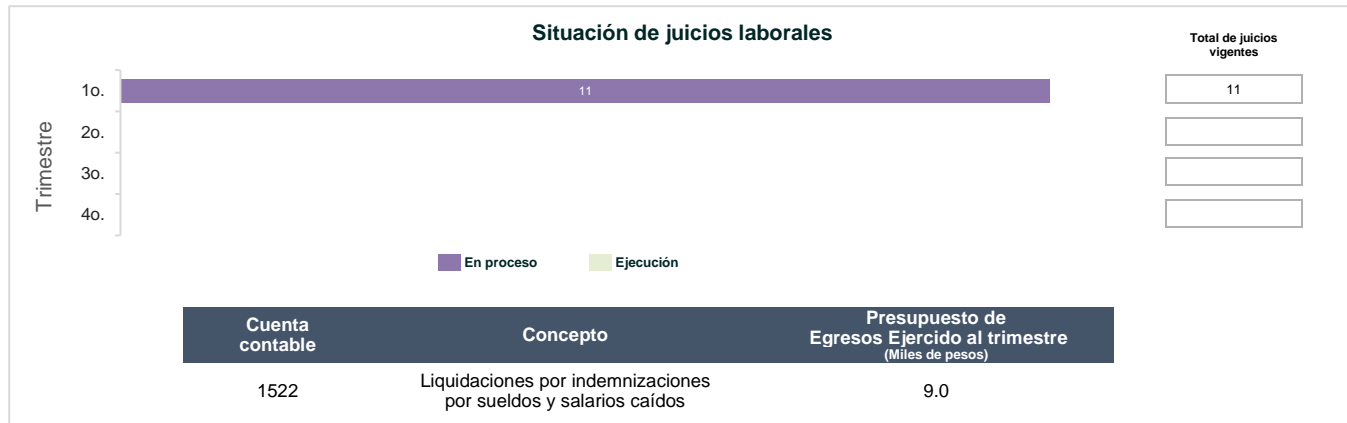 Situación de juicios laborales
Total de juicios
vigentes
Trimestre
1o.
11
11
2o.
3o.
4o.
En proceso
Ejecución
Cuenta
contable
Concepto
Presupuesto de
Egresos Ejercido al trimestre
(Miles de pesos)
1522
Liquidaciones por indemnizaciones
por sueldos y salarios caídos
9.0